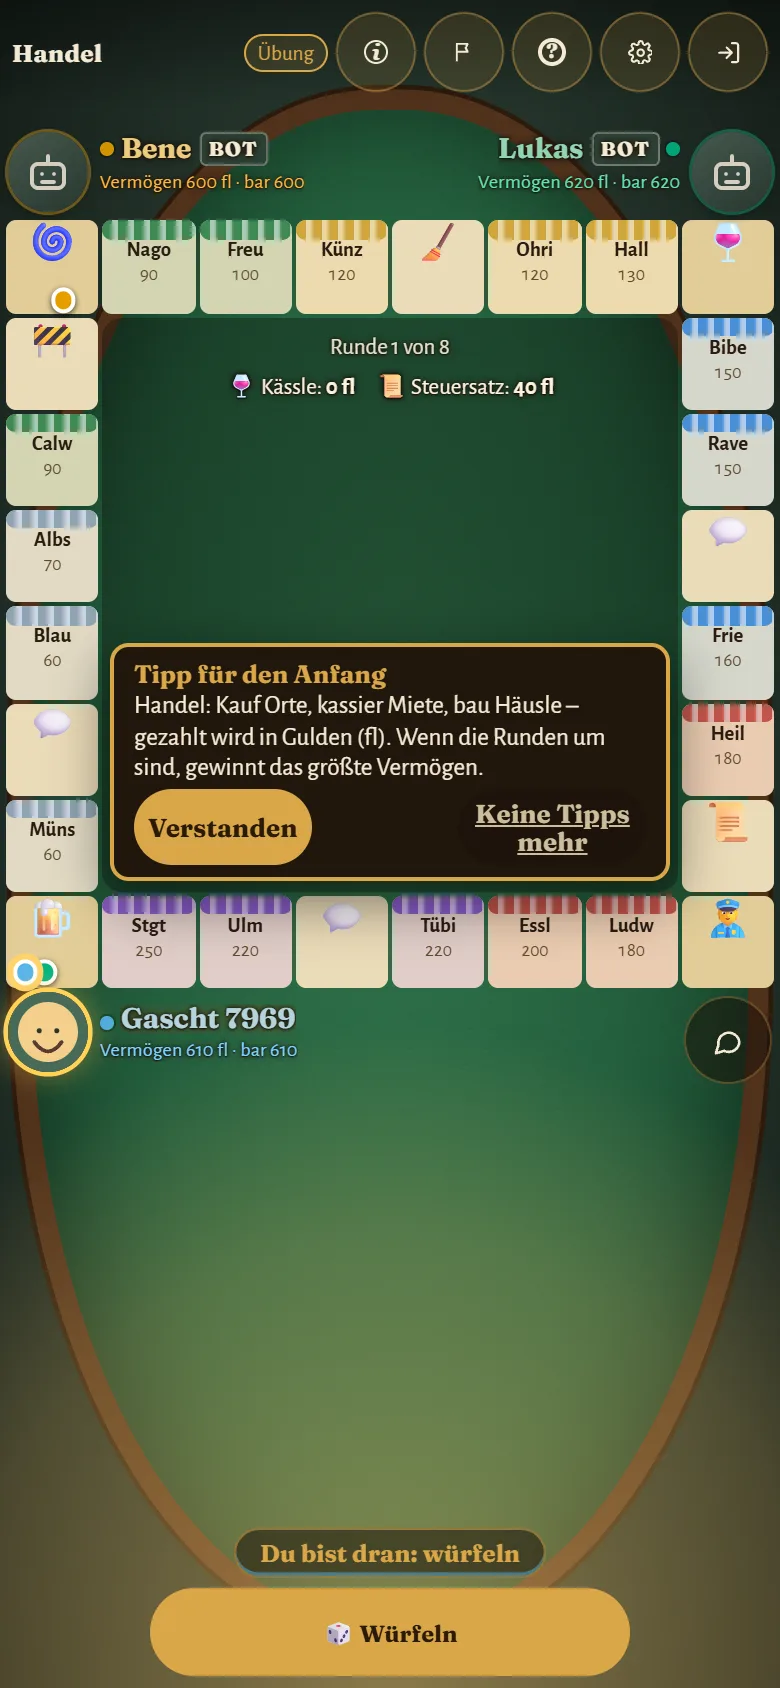 Handel
Übung
Bene BOT
Vermögen 600 fl · bar 600
Lukas BOT
Vermögen 620 fl · bar 620
Nago
90
Freu
100
Künz
120
Ohri
120
Hall
130
Runde 1 von 8
Kässle: 0 fl
Steuersatz: 40 fl
Bibe
150
Calw
90
Rave
150
Albs
70
Blau
60
Frie
160
Tipp für den Anfang
Handel: Kauf Orte, kassier Miete, bau Häusle –
gezahlt wird in Gulden (fl). Wenn die Runden um
sind, gewinnt das größte Vermögen.
Verstanden
Keine Tipps
mehr
Heil
180
Müns
60
Stgt
250
Ulm
220
Tübi
220
Essl
200
Ludw
180
Gascht 7969
Vermögen 610 fl · bar 610
Du bist dran: würfeln
Würfeln